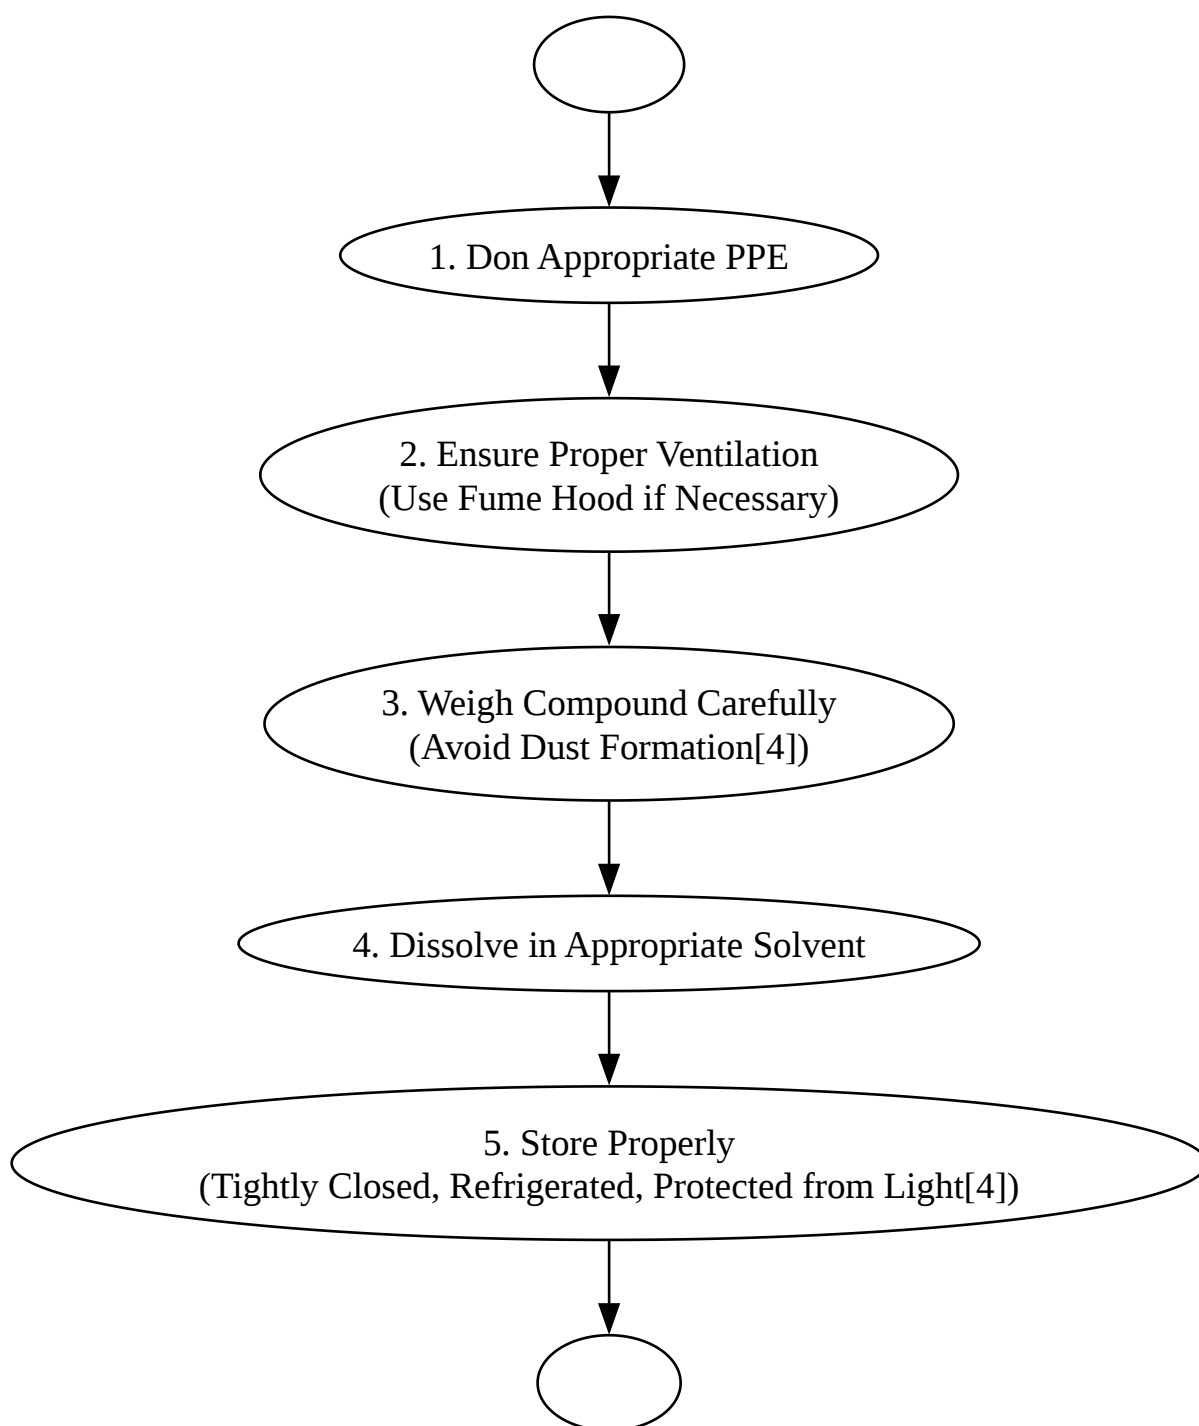 1. Don Appropriate PPE
2. Ensure Proper Ventilation
(Use Fume Hood if Necessary)
3. Weigh Compound Carefully
(Avoid Dust Formation[4])
4. Dissolve in Appropriate Solvent
5. Store Properly
(Tightly Closed, Refrigerated, Protected from Light[4])